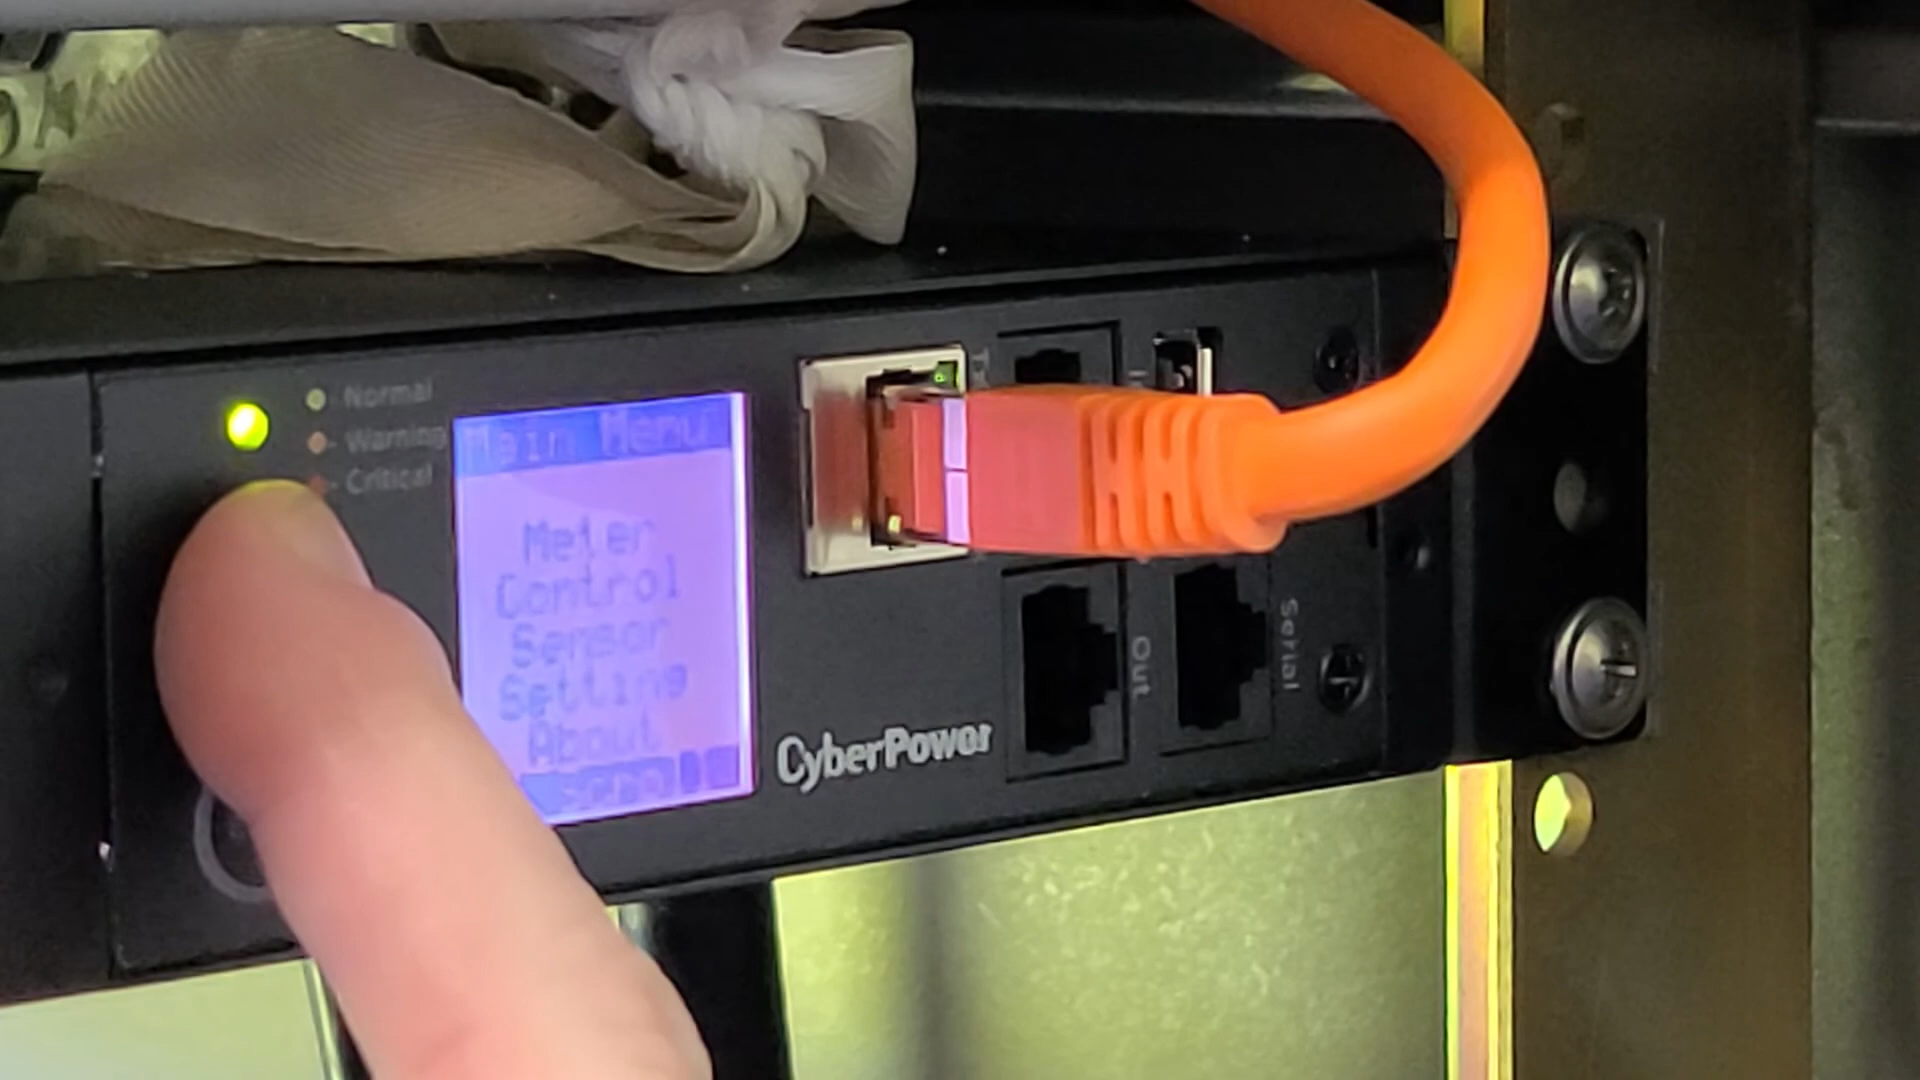 Normal
Warning
Critical
Main Menu
Meter
Control
Sensor
Setting
About
CyberPower
Out
Serial